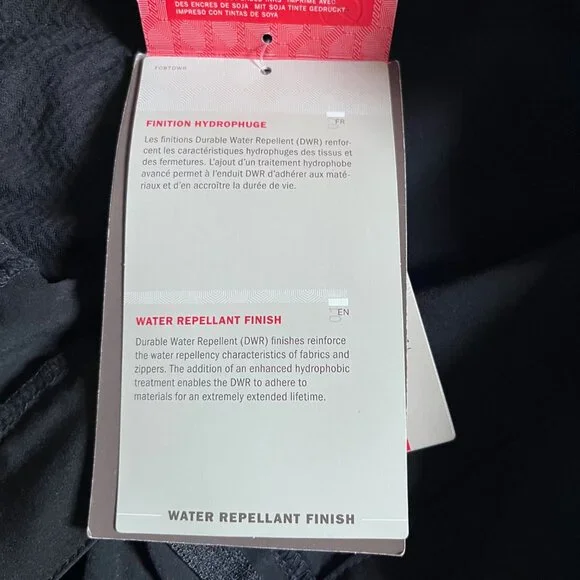 DES ENCRES DE SOJA MIT SOJA TINTE GEDRUCKT
IMPRESO CON TINTAS DE SOYA
FINITION HYDROPHUGE
FR
Les finitions Durable Water Repellent (DWR) renfor-
cent les caractéristiques hydrophuges des tissus et
des fermetures. L'ajout d'un traitement hydrophobe
avancé permet à l'enduit DWR d'adhérer aux maté-
riaux et d'en accroître la durée de vie.
WATER REPELLANT FINISH
EN
Durable Water Repellent (DWR) finishes reinforce
the water repellency characteristics of fabrics and
zippers. The addition of an enhanced hydrophobic
treatment enables the DWR to adhere to
materials for an extremely extended lifetime.
WATER REPELLANT FINISH